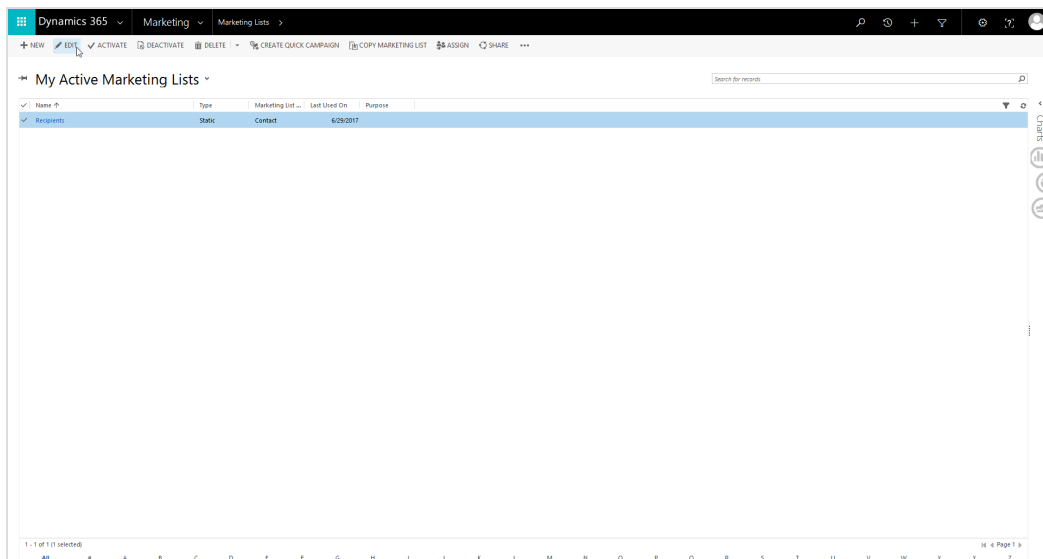 Dynamics 365 Marketing Marketing Lists >
+ NEW EDIT ACTIVATE DEACTIVATE DELETE CREATE QUICK CAMPAIGN COPY MARKETING LIST ASSIGN SHARE •••
My Active Marketing Lists
Search for records
Name ↑ Type Marketing List ... Last Used On Purpose
Recipients Static Contact 6/29/2017
Charts
1 - 1 of 1 (1 selected) Page 1
All # A B C D E F G H I J K L M N O P Q R S T U V W X Y Z